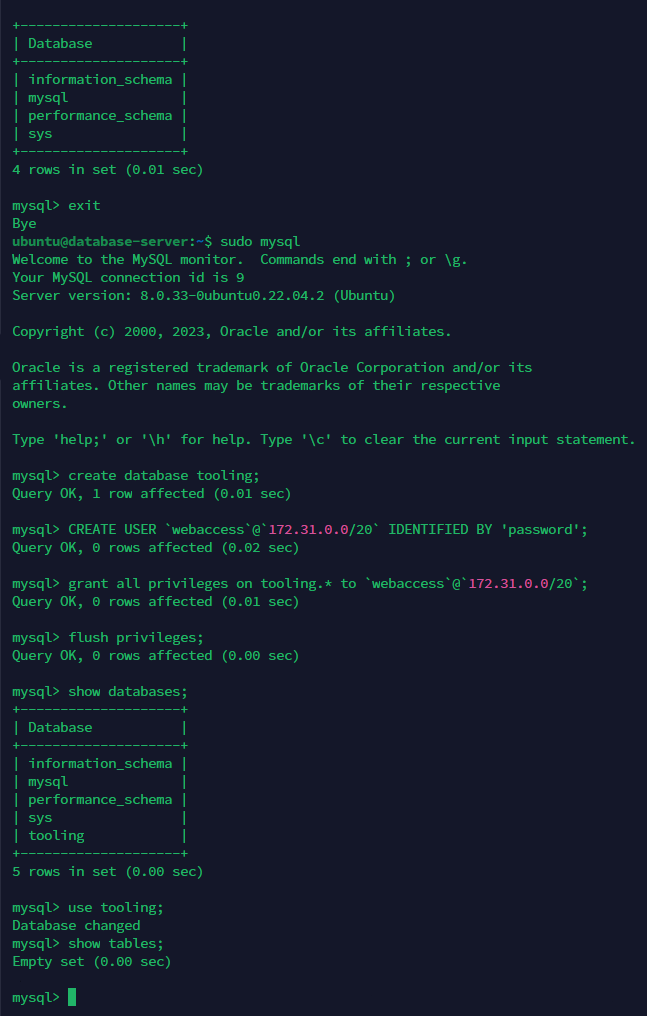 +--------------------+
| Database           |
+--------------------+
| information_schema |
| mysql              |
| performance_schema |
| sys                |
+--------------------+
4 rows in set (0.01 sec)

mysql> exit
Bye
ubuntu@database-server:~$ sudo mysql
Welcome to the MySQL monitor.  Commands end with ; or \g.
Your MySQL connection id is 9
Server version: 8.0.33-0ubuntu0.22.04.2 (Ubuntu)

Copyright (c) 2000, 2023, Oracle and/or its affiliates.

Oracle is a registered trademark of Oracle Corporation and/or its
affiliates. Other names may be trademarks of their respective
owners.

Type 'help;' or '\h' for help. Type '\c' to clear the current input statement.

mysql> create database tooling;
Query OK, 1 row affected (0.01 sec)

mysql> CREATE USER `webaccess`@`172.31.0.0/20` IDENTIFIED BY 'password';
Query OK, 0 rows affected (0.02 sec)

mysql> grant all privileges on tooling.* to `webaccess`@`172.31.0.0/20`;
Query OK, 0 rows affected (0.01 sec)

mysql> flush privileges;
Query OK, 0 rows affected (0.00 sec)

mysql> show databases;
+--------------------+
| Database           |
+--------------------+
| information_schema |
| mysql              |
| performance_schema |
| sys                |
| tooling            |
+--------------------+
5 rows in set (0.00 sec)

mysql> use tooling;
Database changed
mysql> show tables;
Empty set (0.00 sec)

mysql>